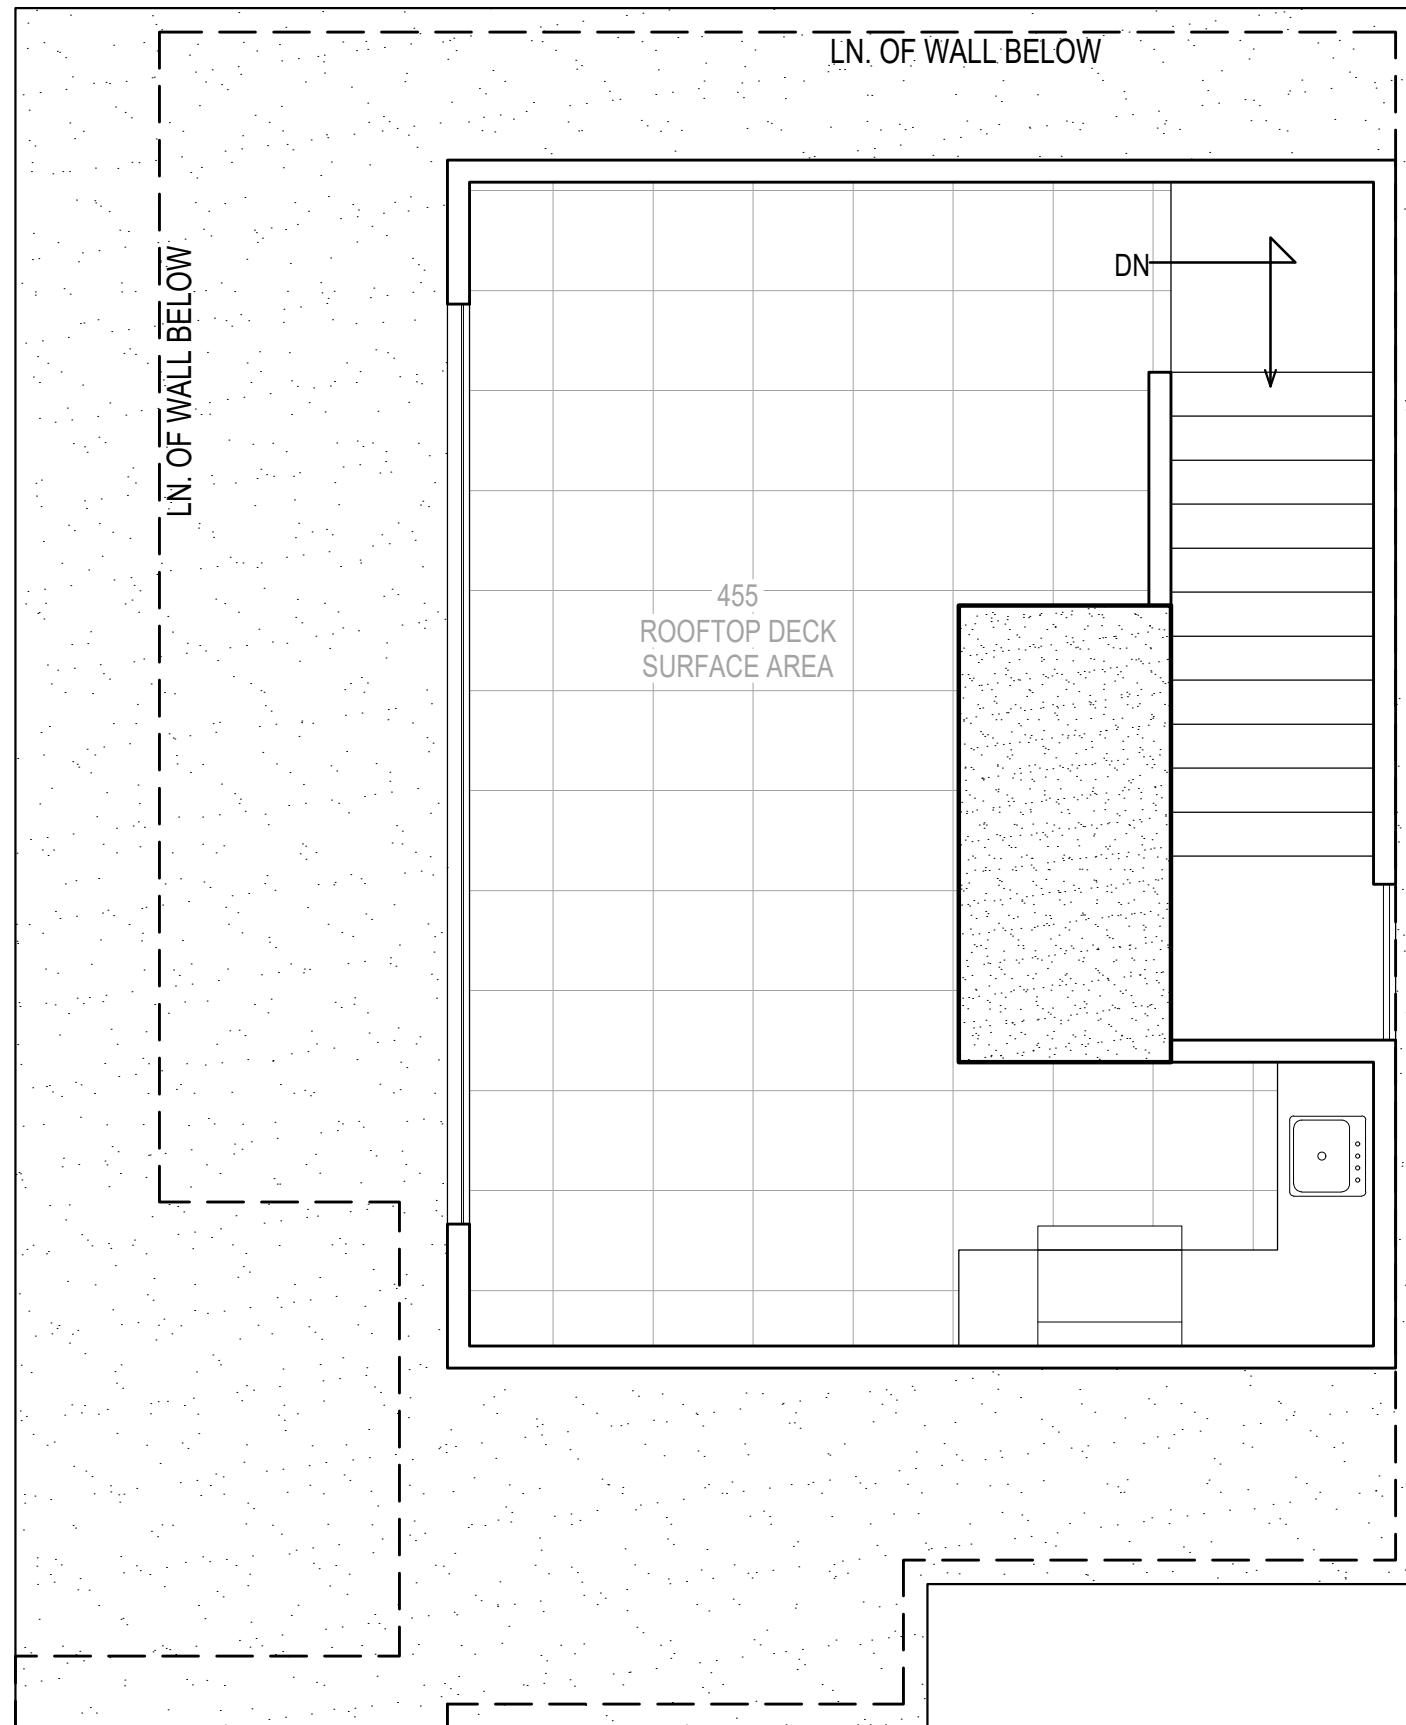 LN. OF WALL BELOW
LN. OF WALL BELOW
DN
455
ROOFTOP DECK
SURFACE AREA